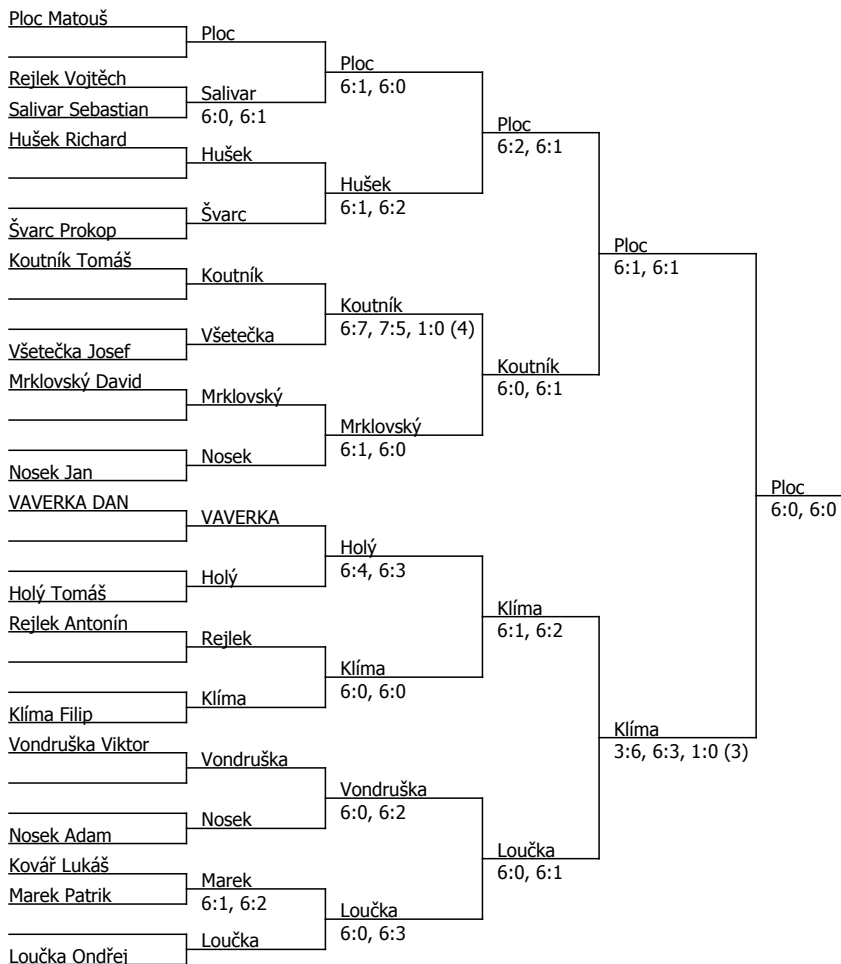 Ploc Matouš
Rejlek Vojtěch
Salivar Sebastian
Hušek Richard
Švarc Prokop
Koutník Tomáš
Všetečka Josef
Mrklovský David
Nosek Jan
VAVERKA DAN
Holý Tomáš
Rejlek Antonín
Klíma Filip
Vondruška Viktor
Nosek Adam
Kovář Lukáš
Marek Patrik
Loučka Ondřej
Ploc
Salivar
6:0, 6:1
Hušek
Švarc
Koutník
Všetečka
Mrklovský
Nosek
VAVERKA
Holý
Rejlek
Klíma
Vondruška
Nosek
Marek
6:1, 6:2
Loučka
Ploc
6:1, 6:0
Hušek
6:1, 6:2
Koutník
6:7, 7:5, 1:0 (4)
Mrklovský
6:1, 6:0
Holý
6:4, 6:3
Klíma
6:0, 6:0
Vondruška
6:0, 6:2
Loučka
6:0, 6:3
Ploc
6:2, 6:1
Koutník
6:0, 6:1
Klíma
6:1, 6:2
Loučka
6:0, 6:1
Ploc
6:1, 6:1
Klíma
3:6, 6:3, 1:0 (3)
Ploc
6:0, 6:0